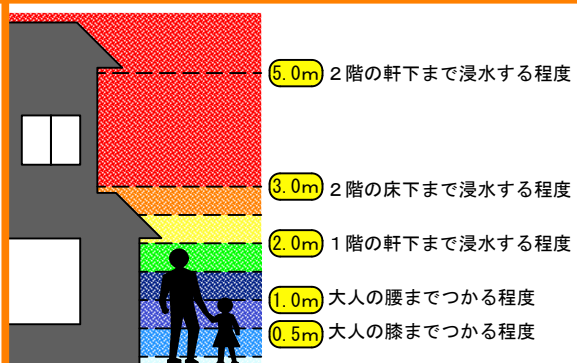 5.0m ２階の軒下まで浸水する程度
3.0m ２階の床下まで浸水する程度
2.0m １階の軒下まで浸水する程度
1.0m 大人の腰までつかる程度
0.5m 大人の膝までつかる程度